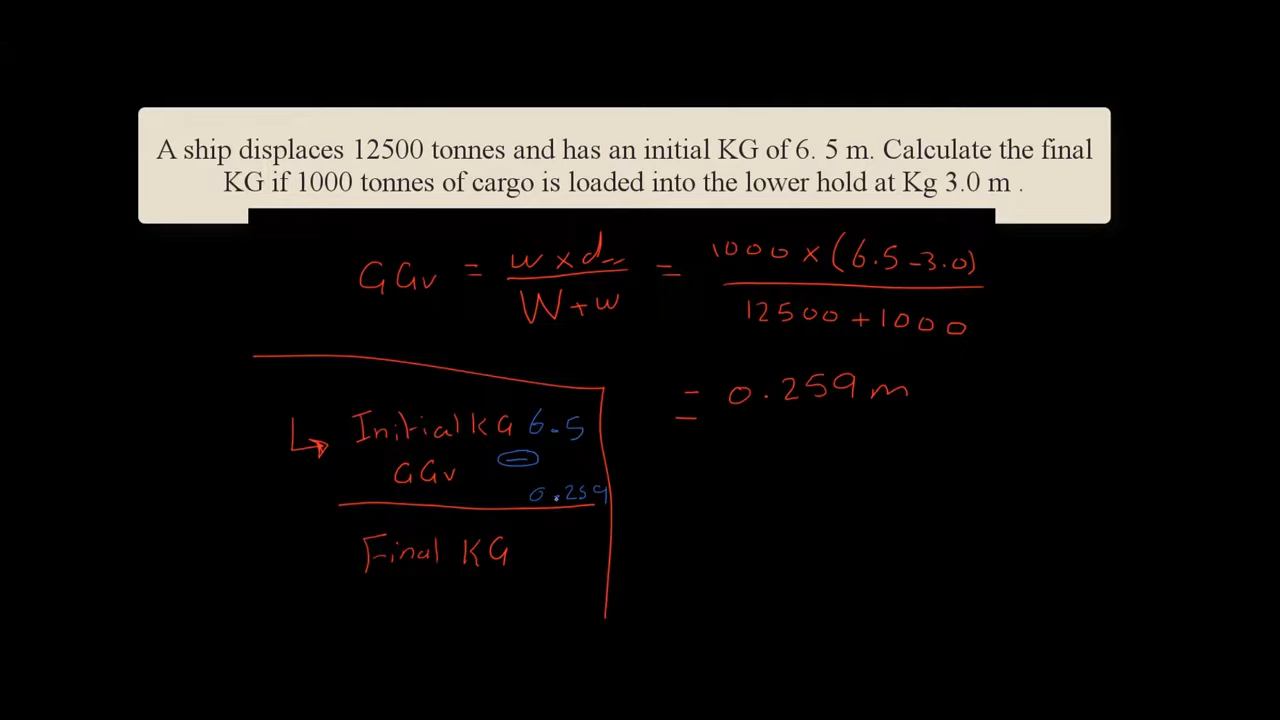 A ship displaces 12500 tonnes and has an initial KG of 6. 5 m. Calculate the final
KG if 1000 tonnes of cargo is loaded into the lower hold at Kg 3.0 m .
GGv = w x d / W + w = 1000 x (6.5 - 3.0) / 12500 + 1000
= 0.259 m
Initial KG 6.5
GGv -
0.259
Final KG